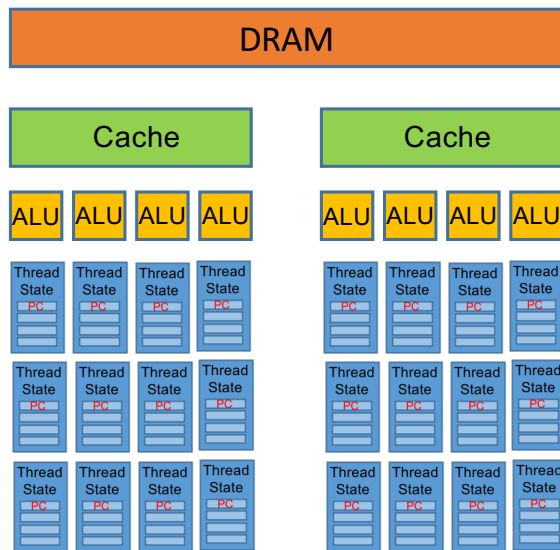 DRAM
Cache Cache
ALU ALU ALU ALU ALU ALU ALU ALU
Thread Thread Thread Thread Thread Thread Thread Thread
State State State State State State State State
PC PC PC PC PC PC PC PC
Thread Thread Thread Thread Thread Thread Thread Thread
State State State State State State State State
PC PC PC PC PC PC PC PC
Thread Thread Thread Thread Thread Thread Thread Thread
State State State State State State State State
PC PC PC PC PC PC PC PC